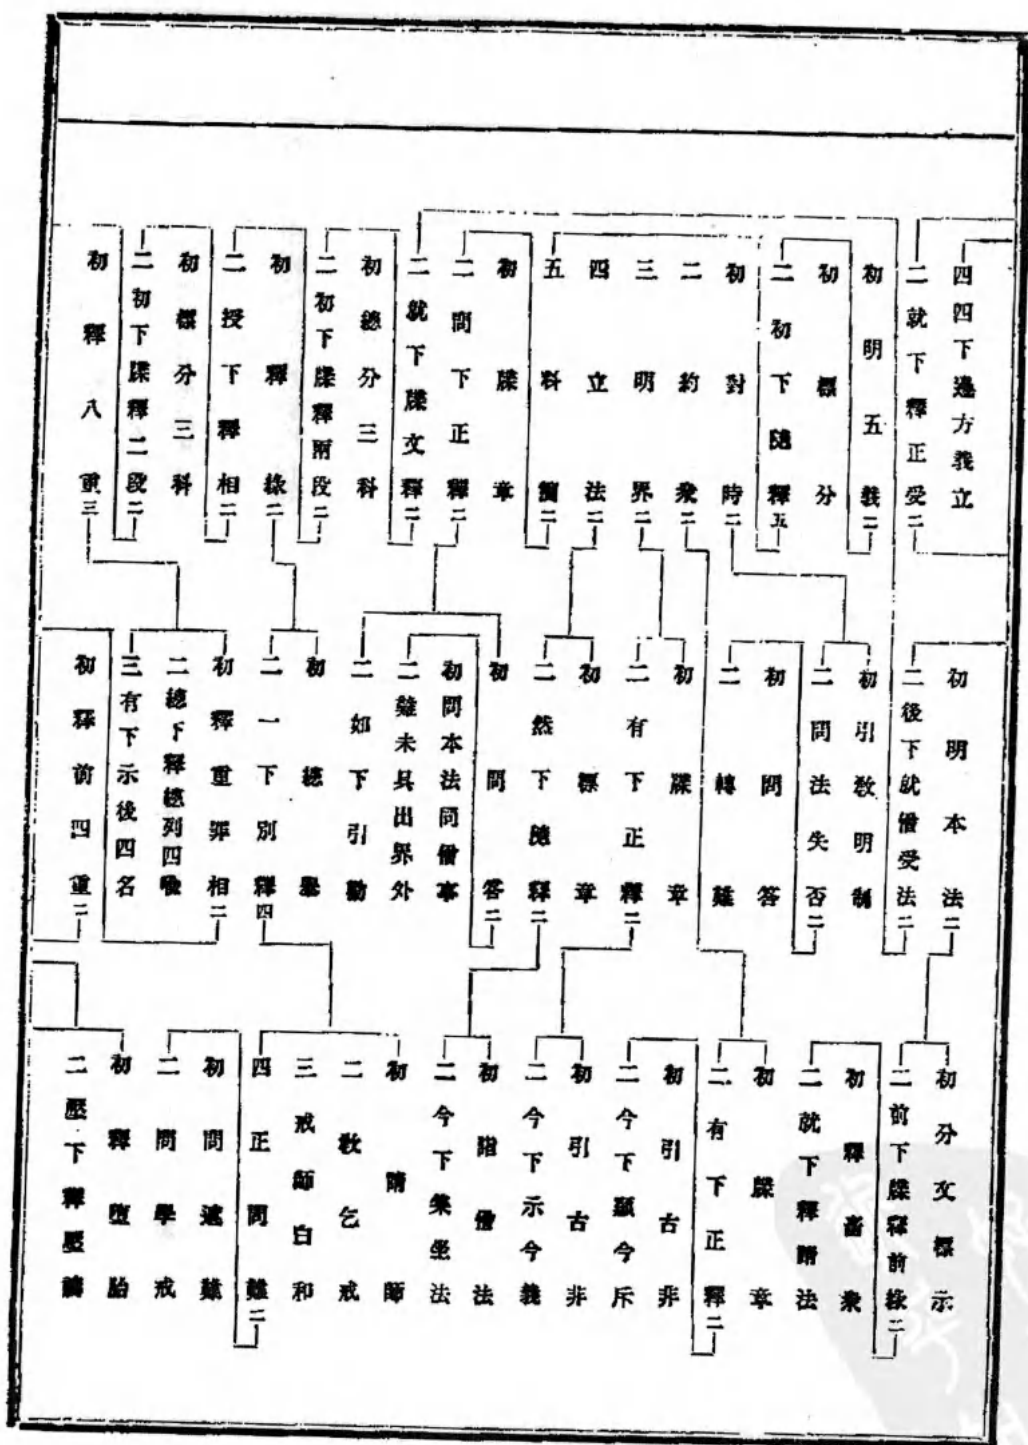 四四下邊方義立
二就下釋正受二
初明五義二
初標分
二初下隨釋五
初對時二
二約衆二
三明界二
四立法二
五料簡二
初牒章
二問下正釋二
二就下牒文釋二
初總分三科
二初下牒釋兩段二
初釋緣二
二授下釋相二
初標分三科
二初下牒釋二段二
初釋八重三
初明本法二
二後下就僧受法二
初引教明制
二問法失否二
初問答
二轉難
初牒章
二有下正釋二
初標章
二然下隨釋二
初問答二
初問本法同僧事
二難未具出界外
二如下引勸
初總舉
二一下別釋四
初釋重罪相二
二總下釋總列四喻
三有下示後四名
初釋前四重二
初分文標示
二前下牒釋前緣二
初釋畜衆
二就下釋請法
初牒章
二有下正釋二
初引古非
二今下顯今斥
初引古非
二今下示今義
初詣僧法
二今下集坐法
初請師
二教乞戒
三戒師白和
四正問難二
初問遮難
二問學戒
初釋墮胎
二壓下釋壓禱